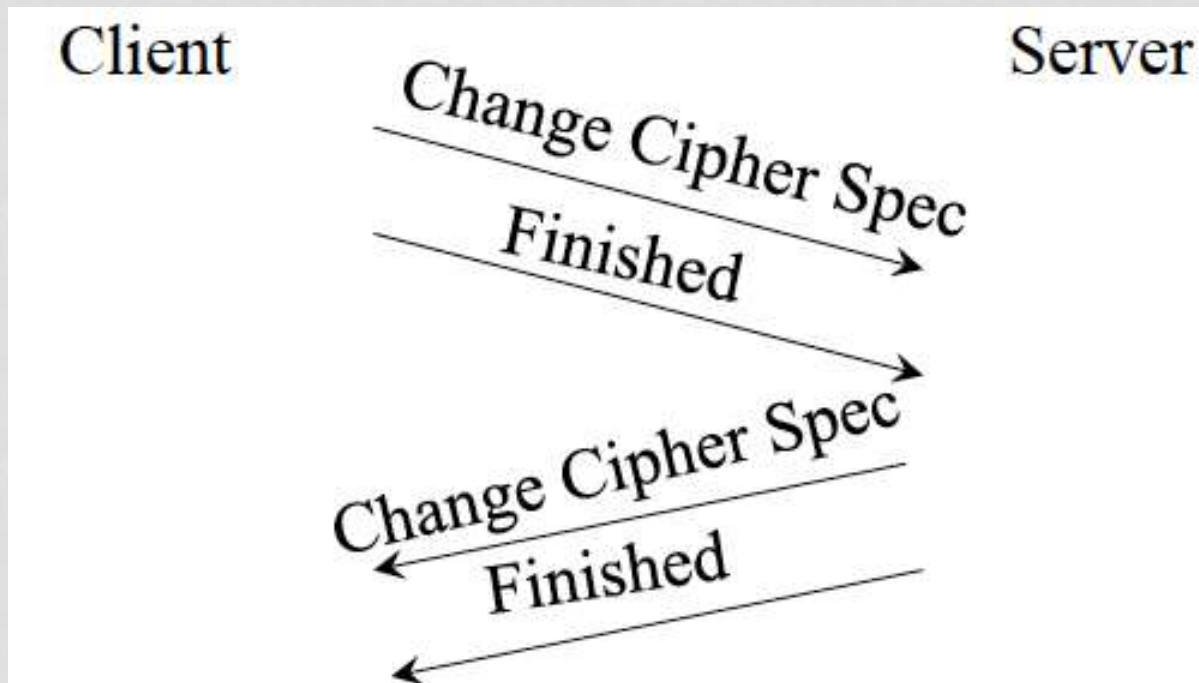 Client
Server
Change Cipher Spec
Finished
Change Cipher Spec
Finished